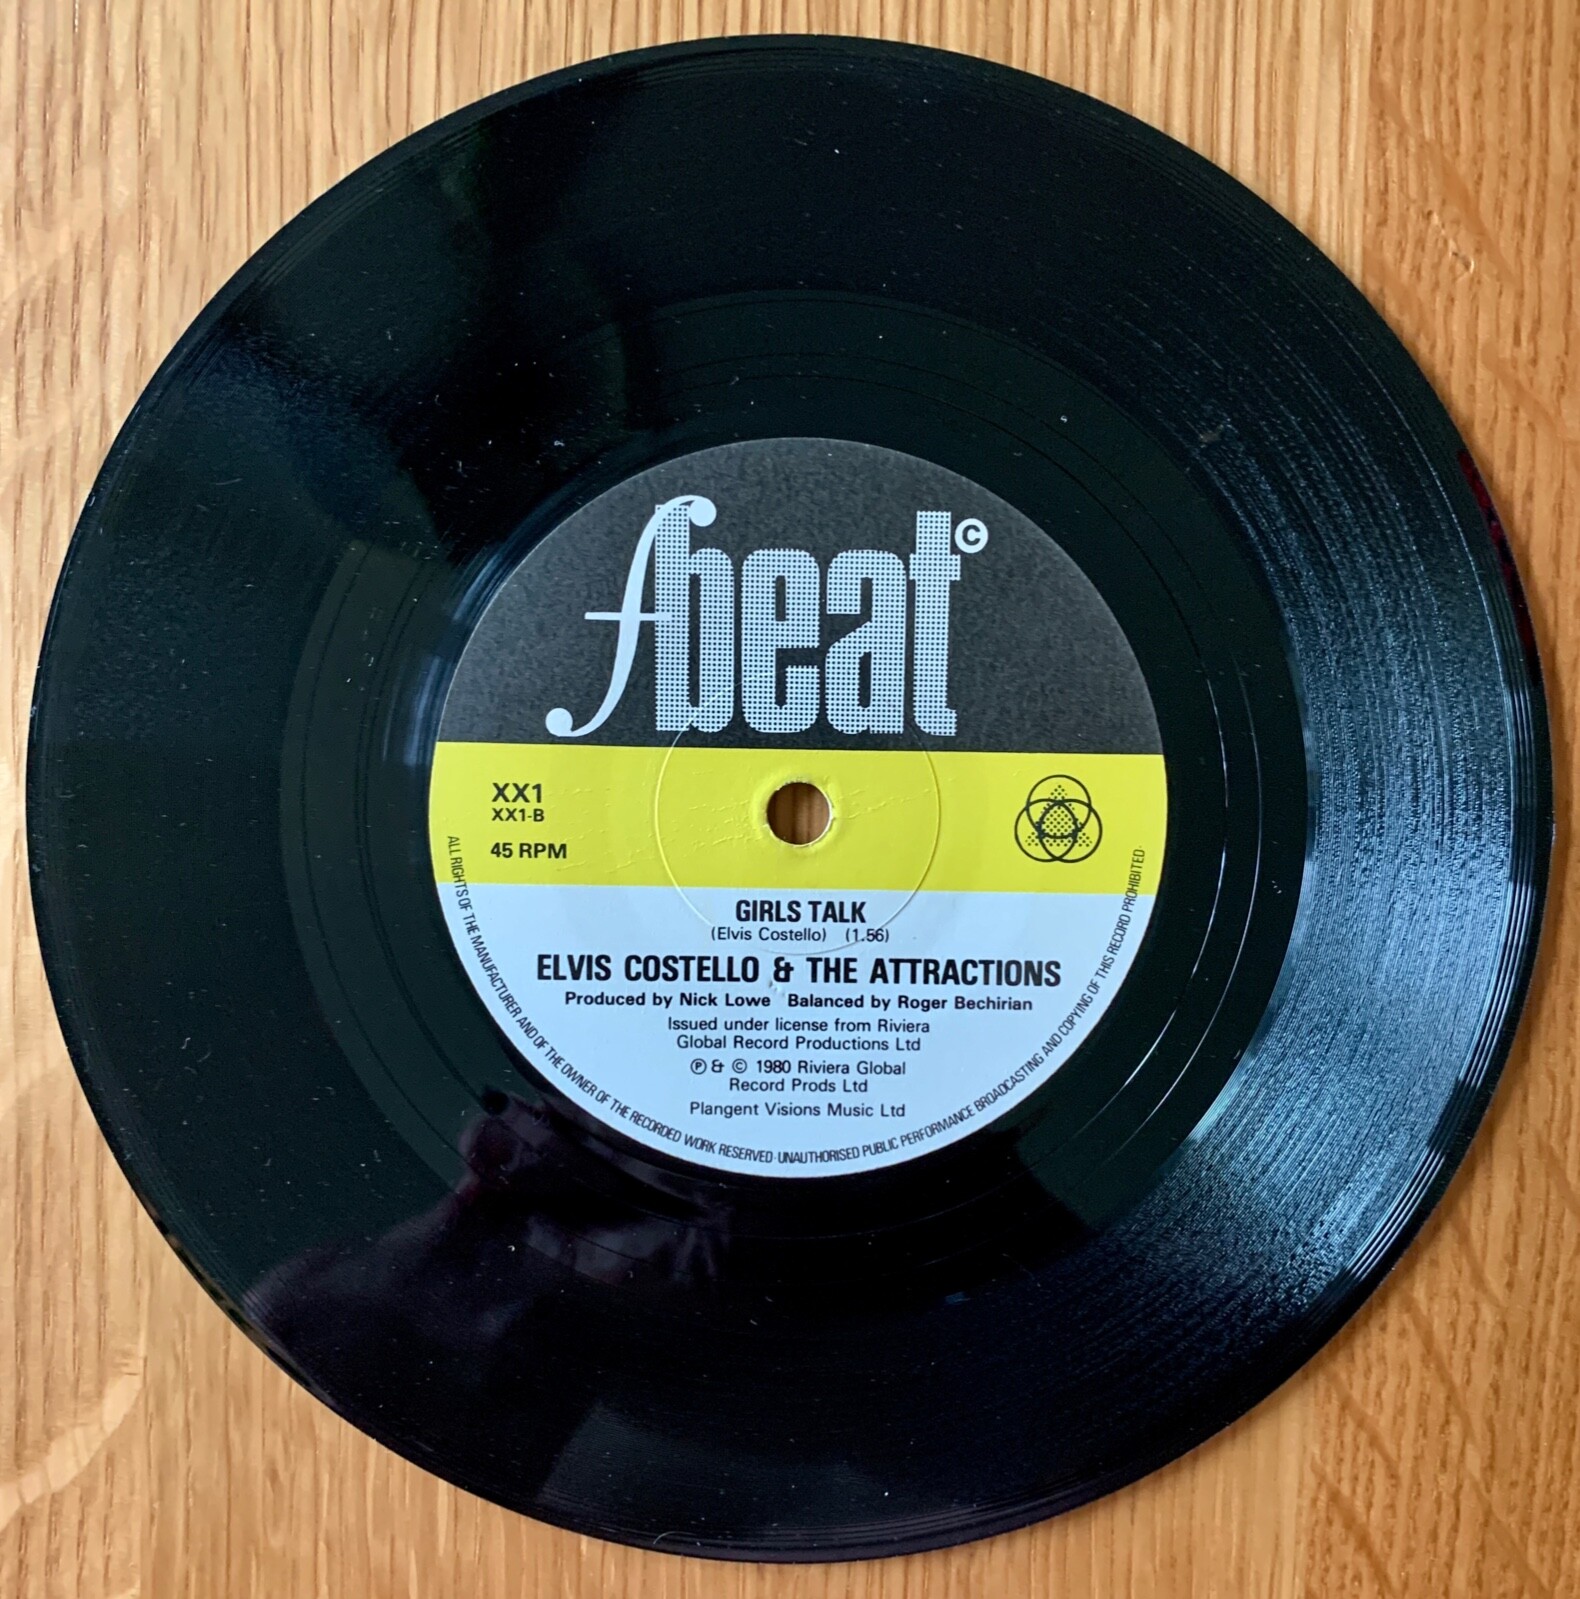 fbeat ©
XX1
XX1-B
45 RPM
GIRLS TALK
(Elvis Costello) (1.56)
ELVIS COSTELLO & THE ATTRACTIONS
Produced by Nick Lowe Balanced by Roger Bechirian
Issued under license from Riviera
Global Record Productions Ltd
℗ & © 1980 Riviera Global
Record Prods Ltd
Plangent Visions Music Ltd
ALL RIGHTS OF THE MANUFACTURER AND OF THE OWNER OF THE RECORDED WORK RESERVED · UNAUTHORISED PUBLIC PERFORMANCE BROADCASTING AND COPYING OF THIS RECORD PROHIBITED ·